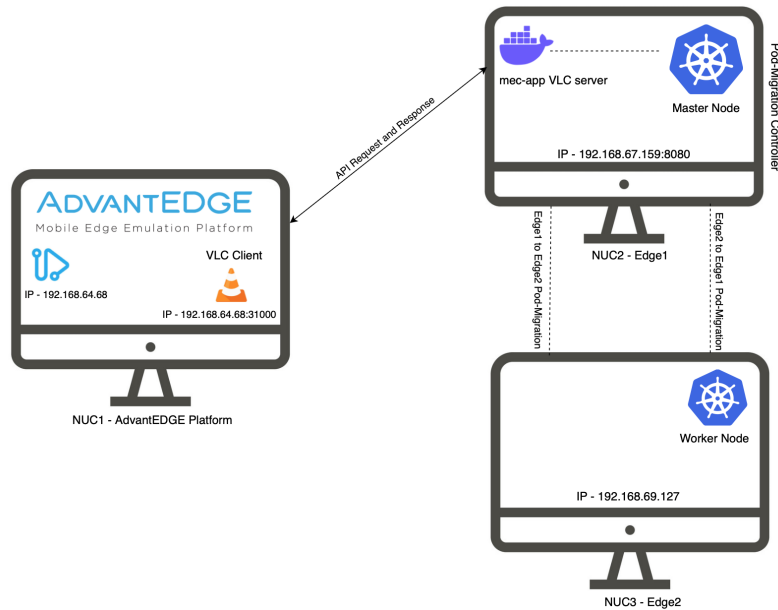 mec-app VLC server
Master Node
IP - 192.168.67.159:8080
Pod-Migration Controller
NUC2 - Edge1
API Request and Response
ADVANTEDGE
Mobile Edge Emulation Platform
VLC Client
IP - 192.168.64.68
IP - 192.168.64.68:31000
NUC1 - AdvantEDGE Platform
Edge1 to Edge2 Pod-Migration
Edge2 to Edge1 Pod-Migration
Worker Node
IP - 192.168.69.127
NUC3 - Edge2